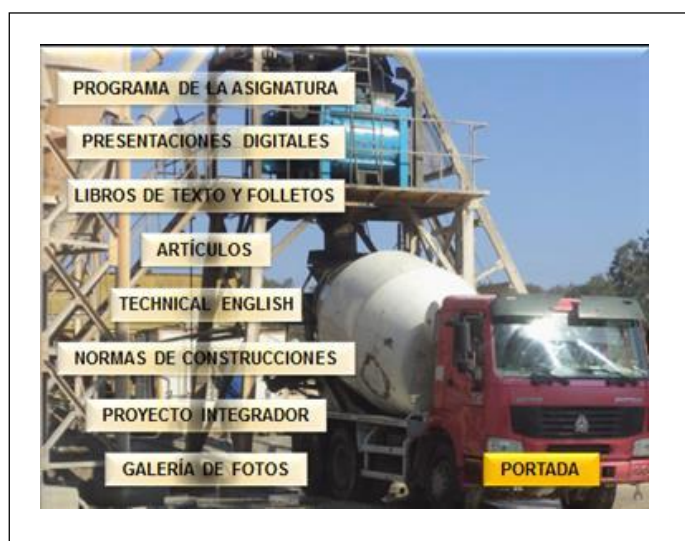 PROGRAMA DE LA ASIGNATURA
PRESENTACIONES DIGITALES
LIBROS DE TEXTO Y FOLLETOS
ARTÍCULOS
TECHNICAL ENGLISH
NORMAS DE CONSTRUCCIONES
PROYECTO INTEGRADOR
GALERÍA DE FOTOS
PORTADA